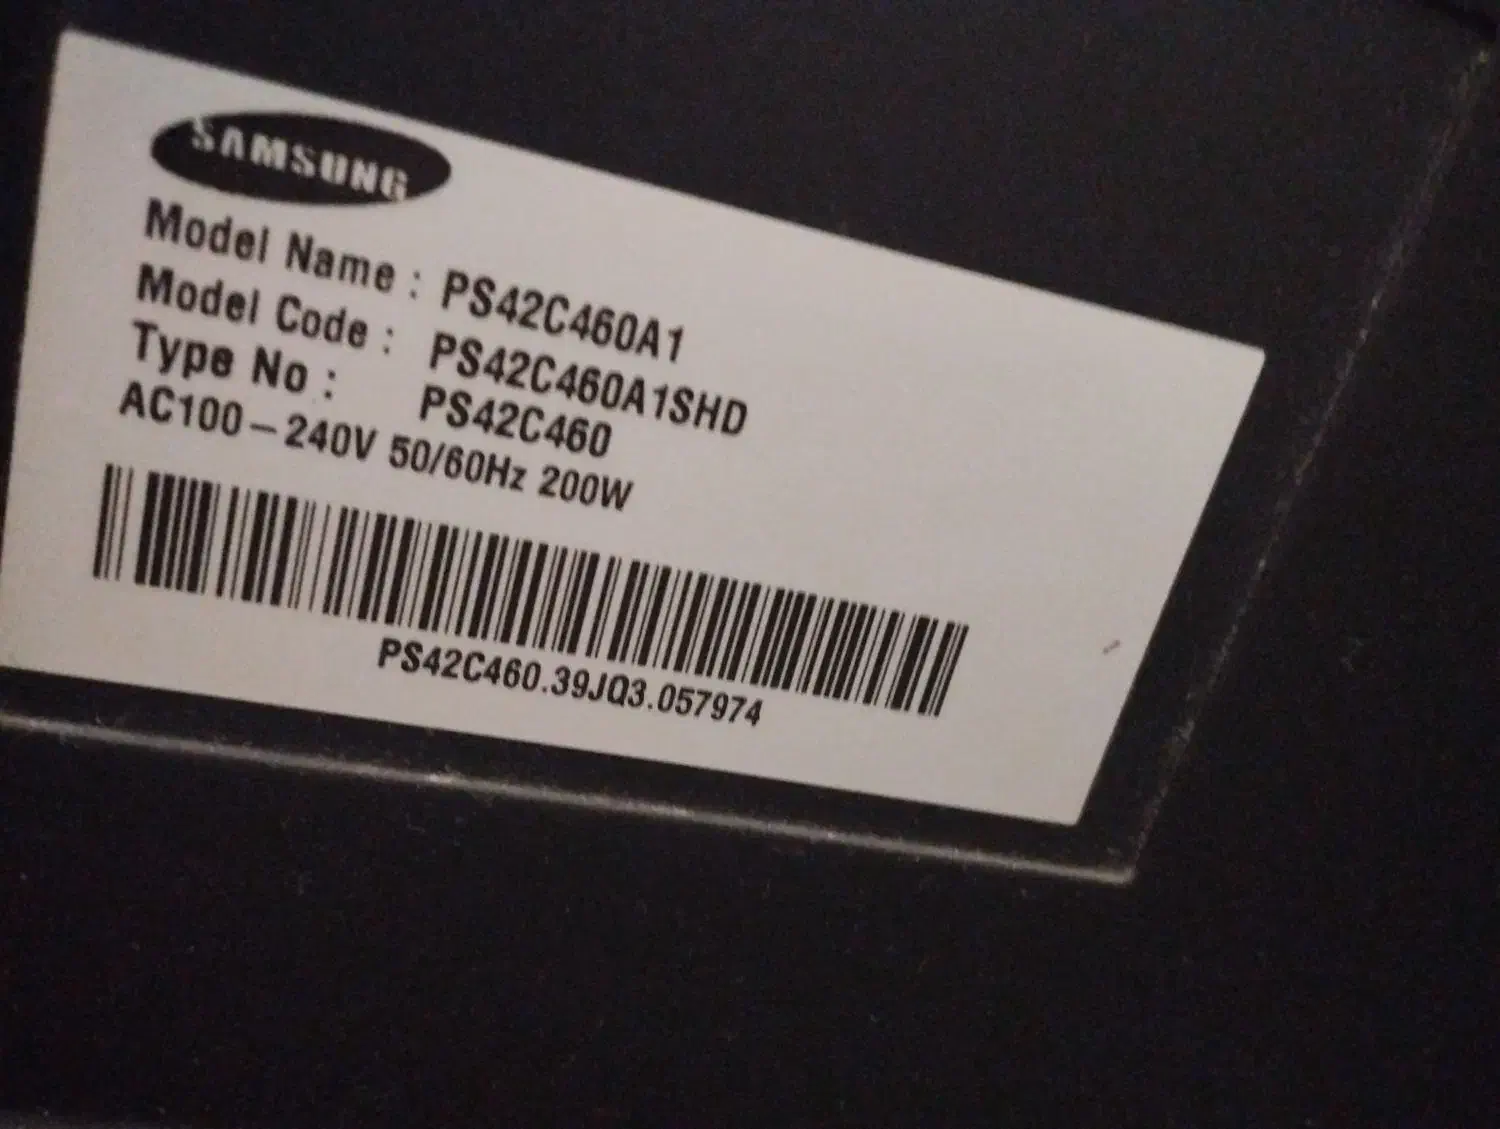 SAMSUNG
Model Name : PS42C460A1
Model Code : PS42C460A1SHD
Type No : PS42C460
AC100-240V 50/60Hz 200W
PS42C460.39JQ3.057974